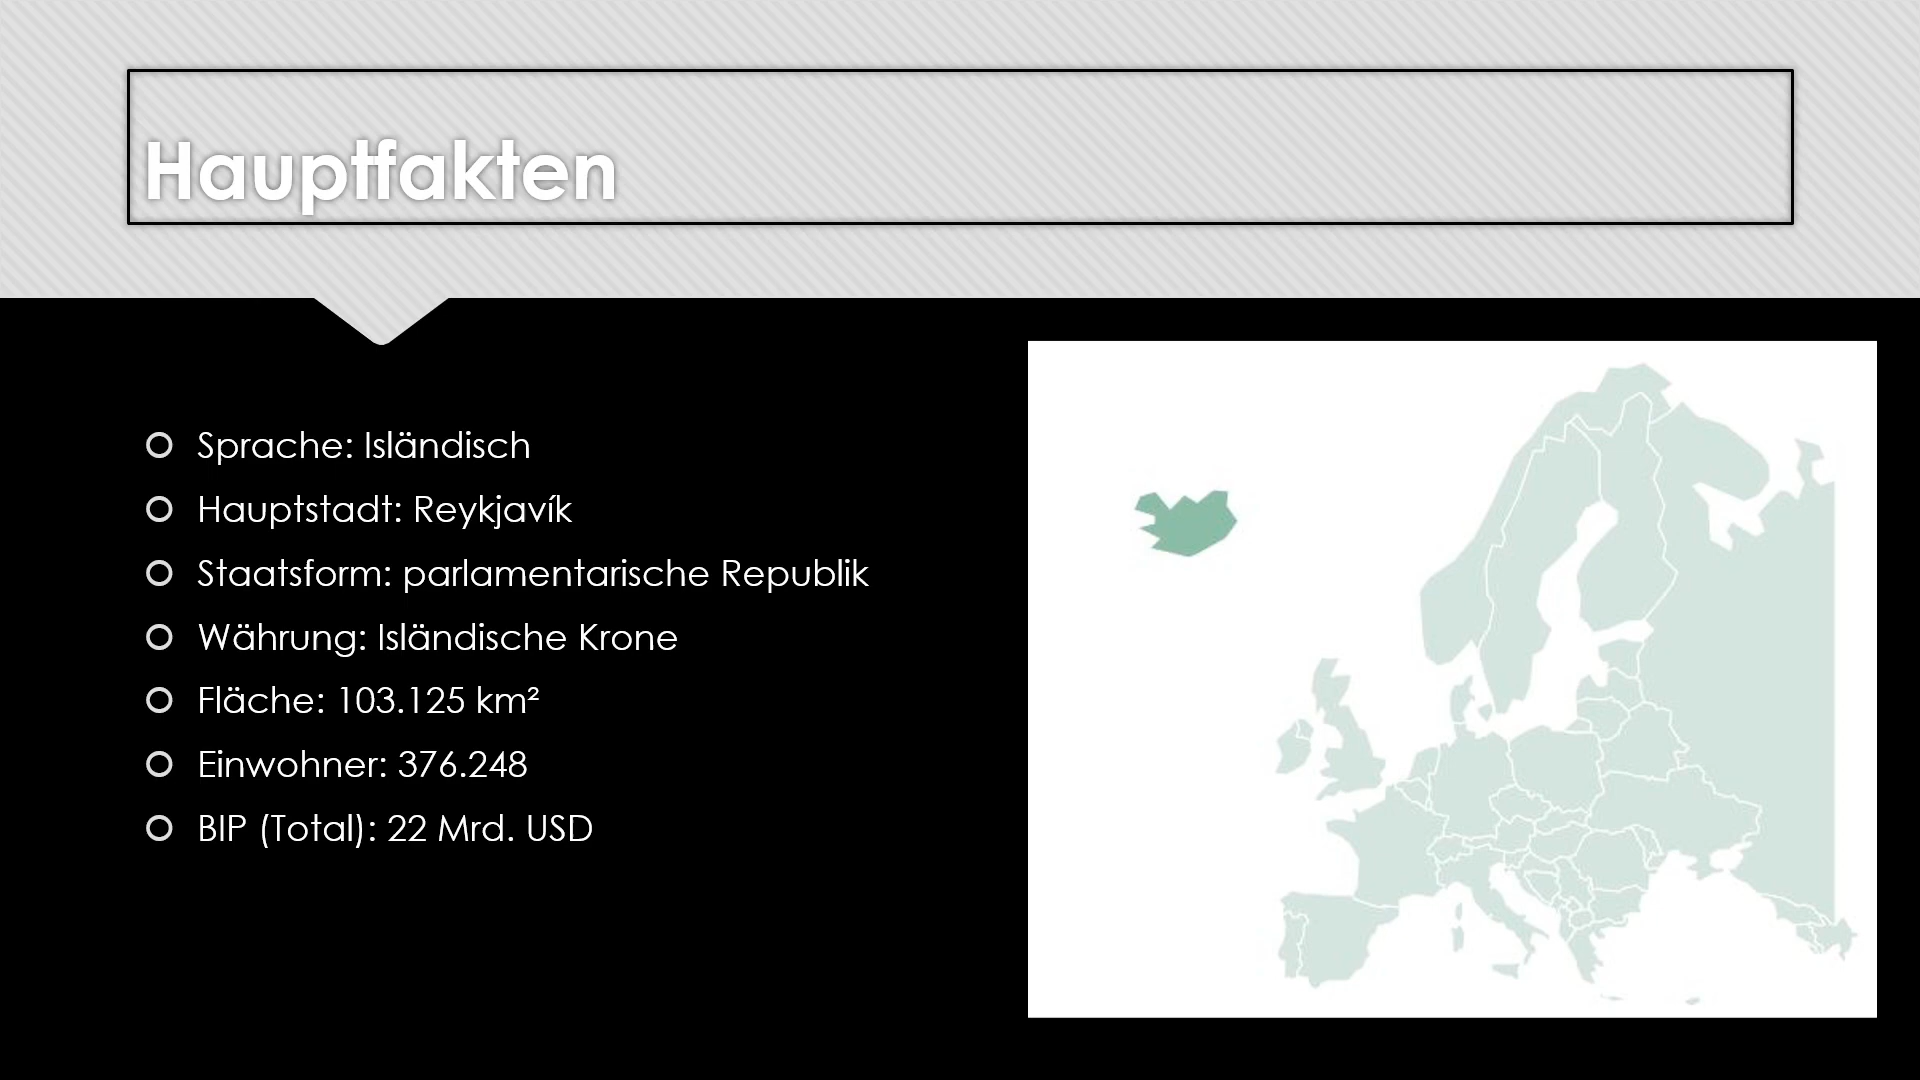 Hauptfakten
Sprache: Isländisch
Hauptstadt: Reykjavík
Staatsform: parlamentarische Republik
Währung: Isländische Krone
Fläche: 103.125 km²
Einwohner: 376.248
BIP (Total): 22 Mrd. USD